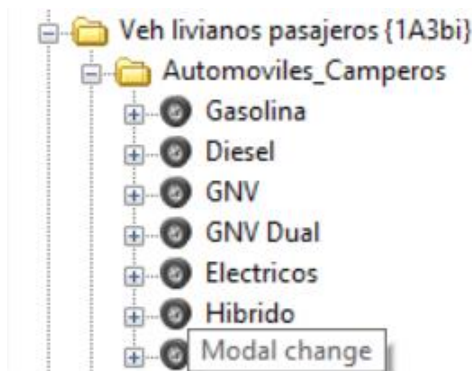 Veh livianos pasajeros {1A3bi}
Automoviles_Camperos
Gasolina
Diesel
GNV
GNV Dual
Electricos
Hibrido
Modal change